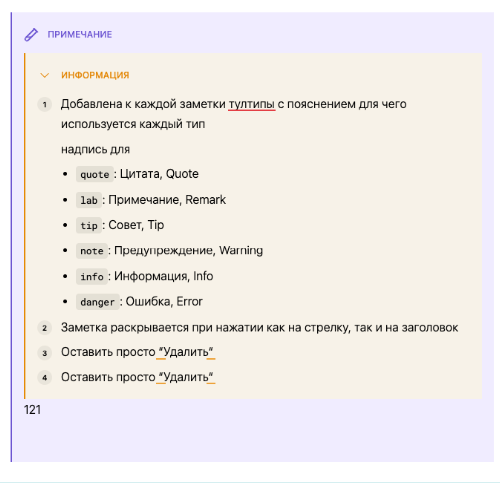 ПРИМЕЧАНИЕ
ИНФОРМАЦИЯ
1 Добавлена к каждой заметки тултипы с пояснением для чего
используется каждый тип
надпись для
• quote: Цитата, Quote
• lab: Примечание, Remark
• tip: Совет, Tip
• note: Предупреждение, Warning
• info: Информация, Info
• danger: Ошибка, Error
2 Заметка раскрывается при нажатии как на стрелку, так и на заголовок
3 Оставить просто “Удалить“
4 Оставить просто “Удалить“
121